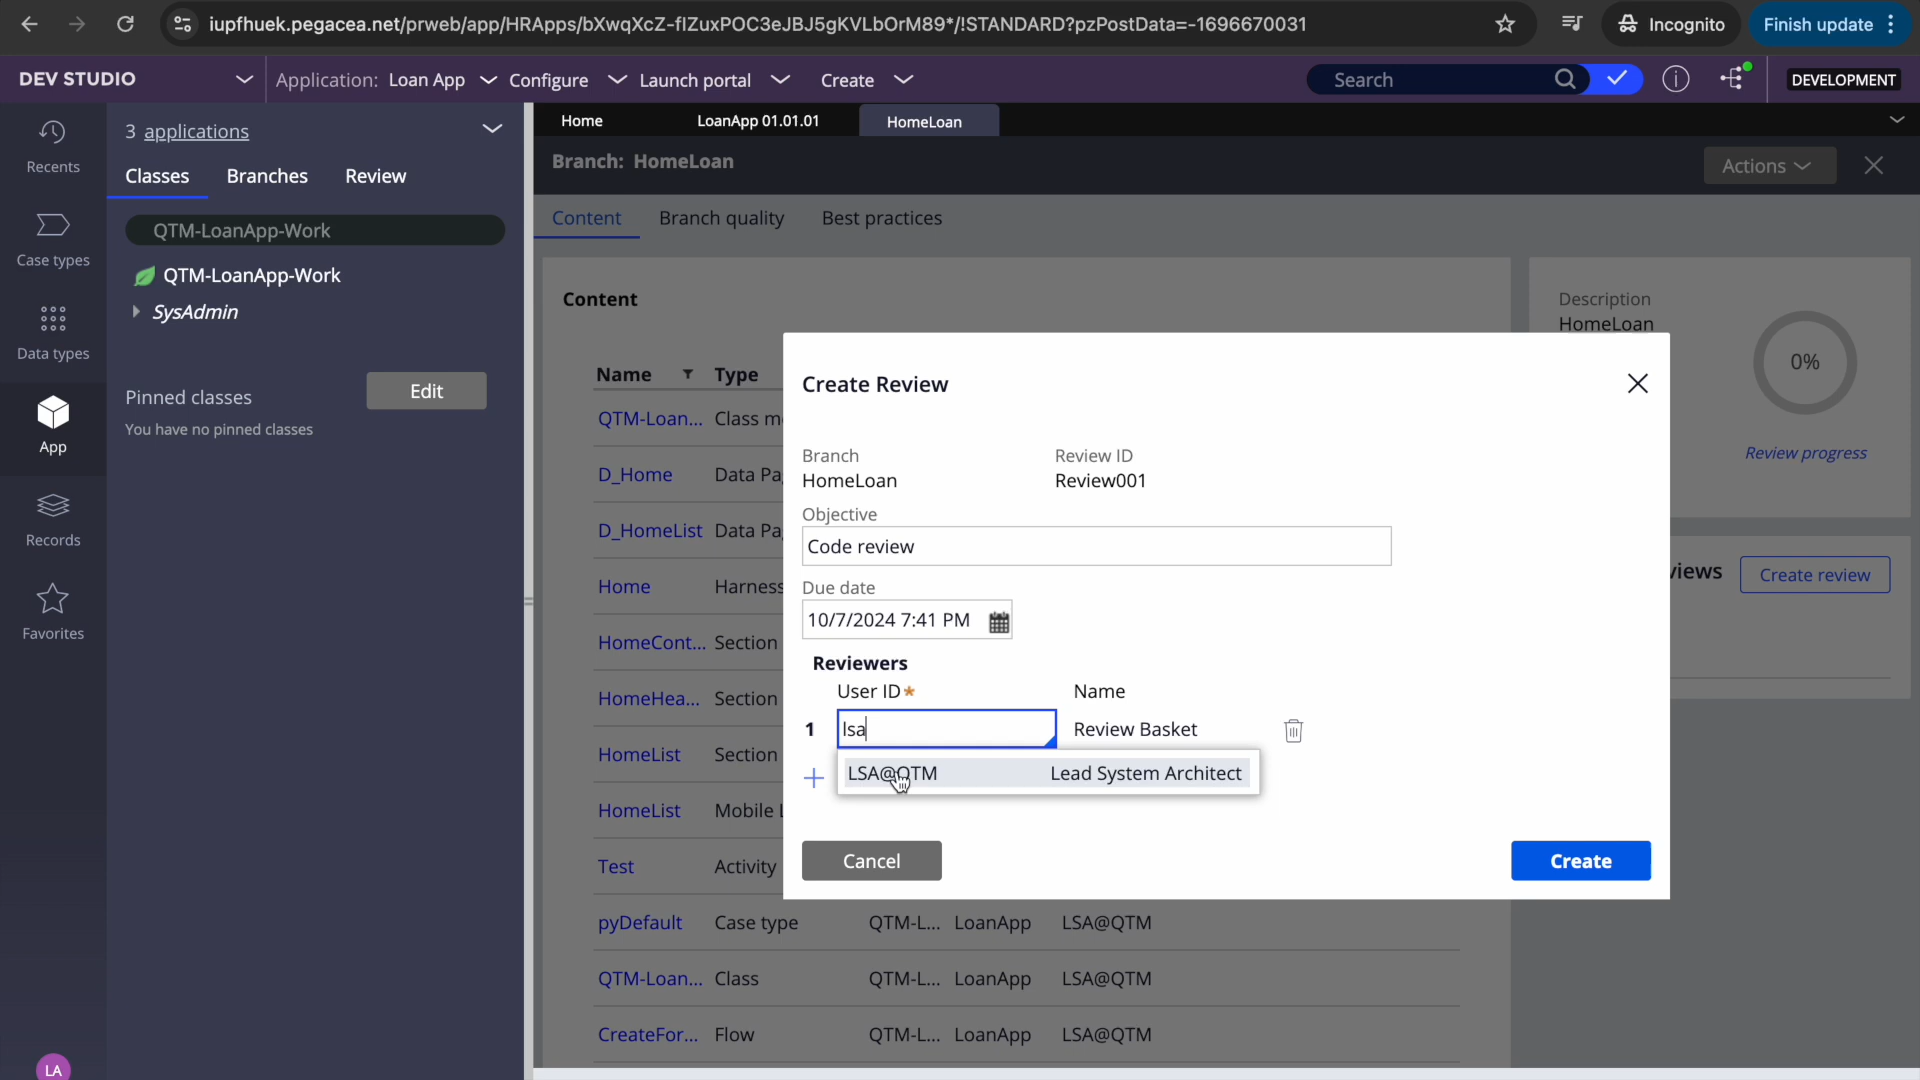 iupfhuek.pegacea.net/prweb/app/HRApps/bXwqXcZ-fIZuxPOC3eJBJ5gKVLbOrM89*/!STANDARD?pzPostData=-1696670031
Incognito
Finish update
DEV STUDIO
Application: Loan App
Configure
Launch portal
Create
Search
DEVELOPMENT
Recents
Case types
Data types
App
Records
Favorites
LA
3 applications
Classes
Branches
Review
QTM-LoanApp-Work
QTM-LoanApp-Work
SysAdmin
Pinned classes
Edit
You have no pinned classes
Home
LoanApp 01.01.01
HomeLoan
Branch: HomeLoan
Actions
Content
Branch quality
Best practices
Content
Name
Type
QTM-Loan... Class m
D_Home Data Pa
D_HomeList Data Pa
Home Harness
HomeCont... Section
HomeHea... Section
HomeList Section
HomeList Mobile L
Test Activity
pyDefault Case type QTM-L... LoanApp LSA@QTM
QTM-Loan... Class QTM-L... LoanApp LSA@QTM
CreateFor... Flow QTM-L... LoanApp LSA@QTM
Description
HomeLoan
0%
Review progress
views
Create review
Create Review
Branch
HomeLoan
Review ID
Review001
Objective
Code review
Due date
10/7/2024 7:41 PM
Reviewers
User ID*
Name
1 lsa Review Basket
LSA@QTM Lead System Architect
Cancel
Create